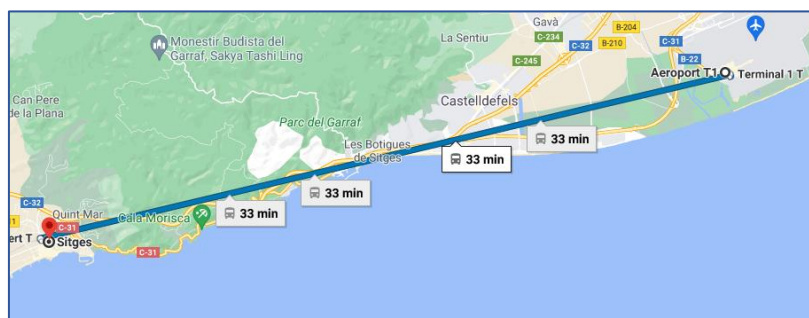 Monestir Budista del
Garraf, Sakya Tashi Ling
La Sentiu
Gavà
C-234
C-32
B-204
B-210
C-31
C-245
B-22
Aeroport T1
Terminal 1 T
Can Pere
de la Plana
Castelldefels
Parc del Garraf
Les Botigues
de Sitges
33 min
33 min
33 min
33 min
C-32
Quint-Mar
Cala Morisca
C-31
ert T
Sitges
C-31